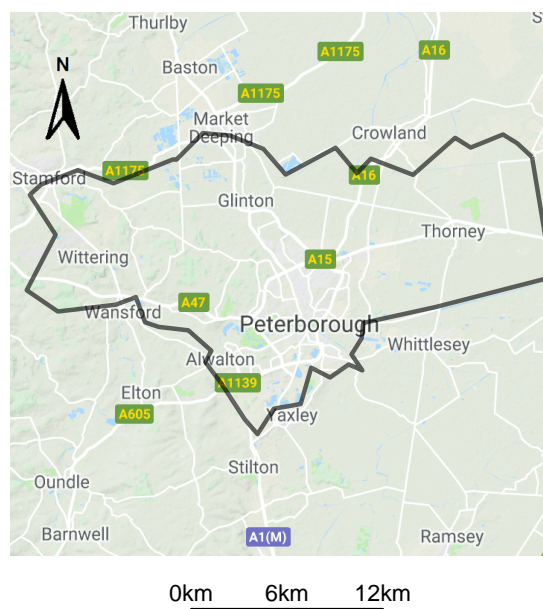 Thurlby
A1175
A16
S
N
Baston
A1175
Market
Deeping
Crowland
A1175
A16
Stamford
Glinton
Thorney
Wittering
A15
A47
Wansford
Peterborough
Whittlesey
Alwalton
Elton
A1139
A605
Yaxley
Stilton
Oundle
Barnwell
A1(M)
Ramsey
0km 6km 12km